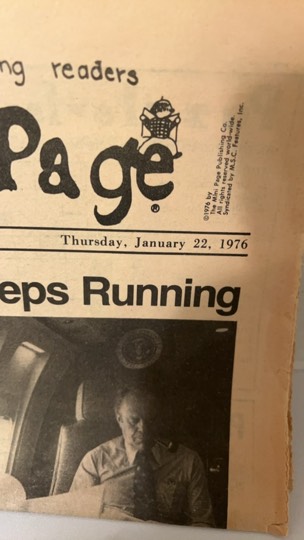 ng readers
Page
®
©1976 by
The Mini Page Publishing Co.
All rights reserved world-wide.
Syndicated by M.S.C. Features, Inc.
Thursday, January 22, 1976
eps Running